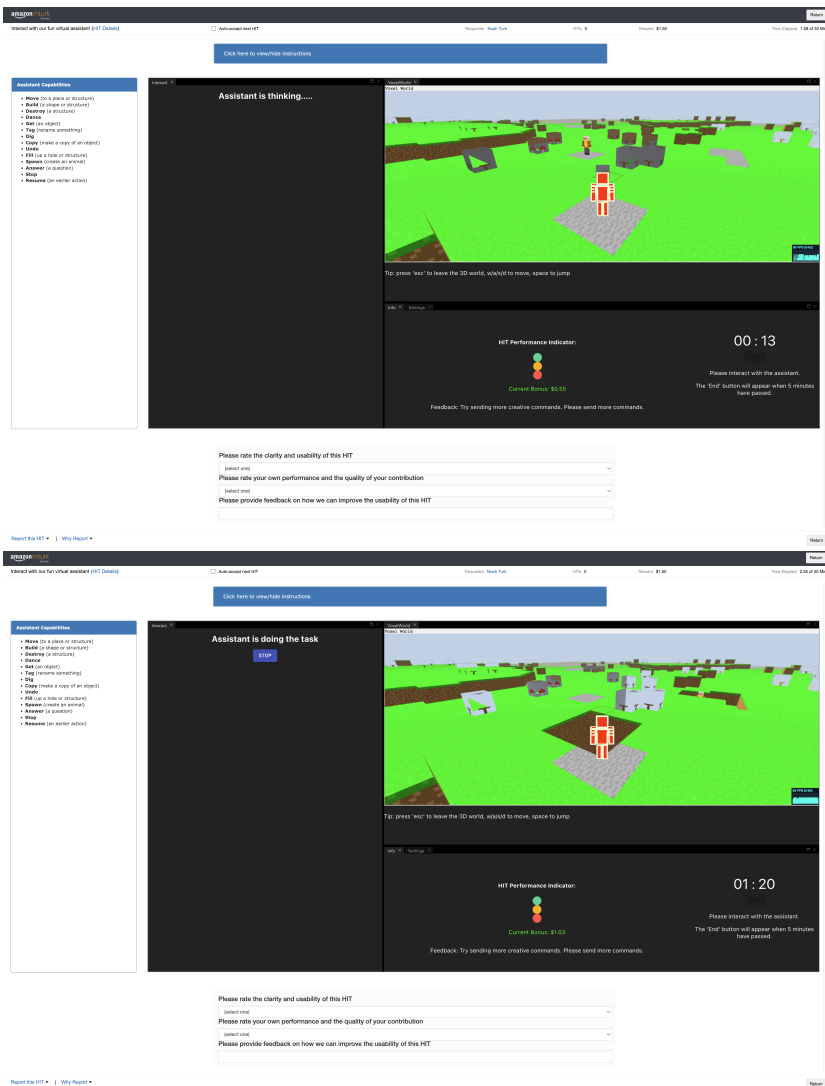 amazon mturk
Return
Interact with our fun virtual assistant (HIT Details)
Auto-accept next HIT
Requester Noah Turk
HITs 0
Reward $1.50
Time Elapsed 1:28 of 30 Mi
Click here to view/hide instructions
Assistant Capabilities
• Move (to a place or structure)
• Build (a shape or structure)
• Destroy (a structure)
• Dance
• Get (an object)
• Tag (rename something)
• Dig
• Copy (make a copy of an object)
• Undo
• Fill (up a hole or structure)
• Spawn (create an animal)
• Answer (a question)
• Stop
• Resume (an earlier action)
Interact
Assistant is thinking.....
VoxelWorld
Voxel World
Tip: press 'esc' to leave the 3D world, w/a/s/d to move, space to jump
Info Settings
HIT Performance Indicator:
Current Bonus: $0.55
Feedback: Try sending more creative commands. Please send more commands.
00 : 13
Please interact with the assistant.
The 'End' button will appear when 5 minutes
have passed.
Please rate the clarity and usability of this HIT
(select one)
Please rate your own performance and the quality of your contribution
(select one)
Please provide feedback on how we can improve the usability of this HIT
Report this HIT | Why Report
Return
amazon mturk
Return
Interact with our fun virtual assistant (HIT Details)
Auto-accept next HIT
Requester Noah Turk
HITs 0
Reward $1.50
Time Elapsed 2:35 of 30 Mi
Click here to view/hide instructions
Assistant Capabilities
• Move (to a place or structure)
• Build (a shape or structure)
• Destroy (a structure)
• Dance
• Get (an object)
• Tag (rename something)
• Dig
• Copy (make a copy of an object)
• Undo
• Fill (up a hole or structure)
• Spawn (create an animal)
• Answer (a question)
• Stop
• Resume (an earlier action)
Interact
Assistant is doing the task
STOP
VoxelWorld
Voxel World
Tip: press 'esc' to leave the 3D world, w/a/s/d to move, space to jump
Info Settings
HIT Performance Indicator:
Current Bonus: $1.03
Feedback: Try sending more creative commands. Please send more commands.
01 : 20
Please interact with the assistant.
The 'End' button will appear when 5 minutes
have passed.
Please rate the clarity and usability of this HIT
(select one)
Please rate your own performance and the quality of your contribution
(select one)
Please provide feedback on how we can improve the usability of this HIT
Report this HIT | Why Report
Return